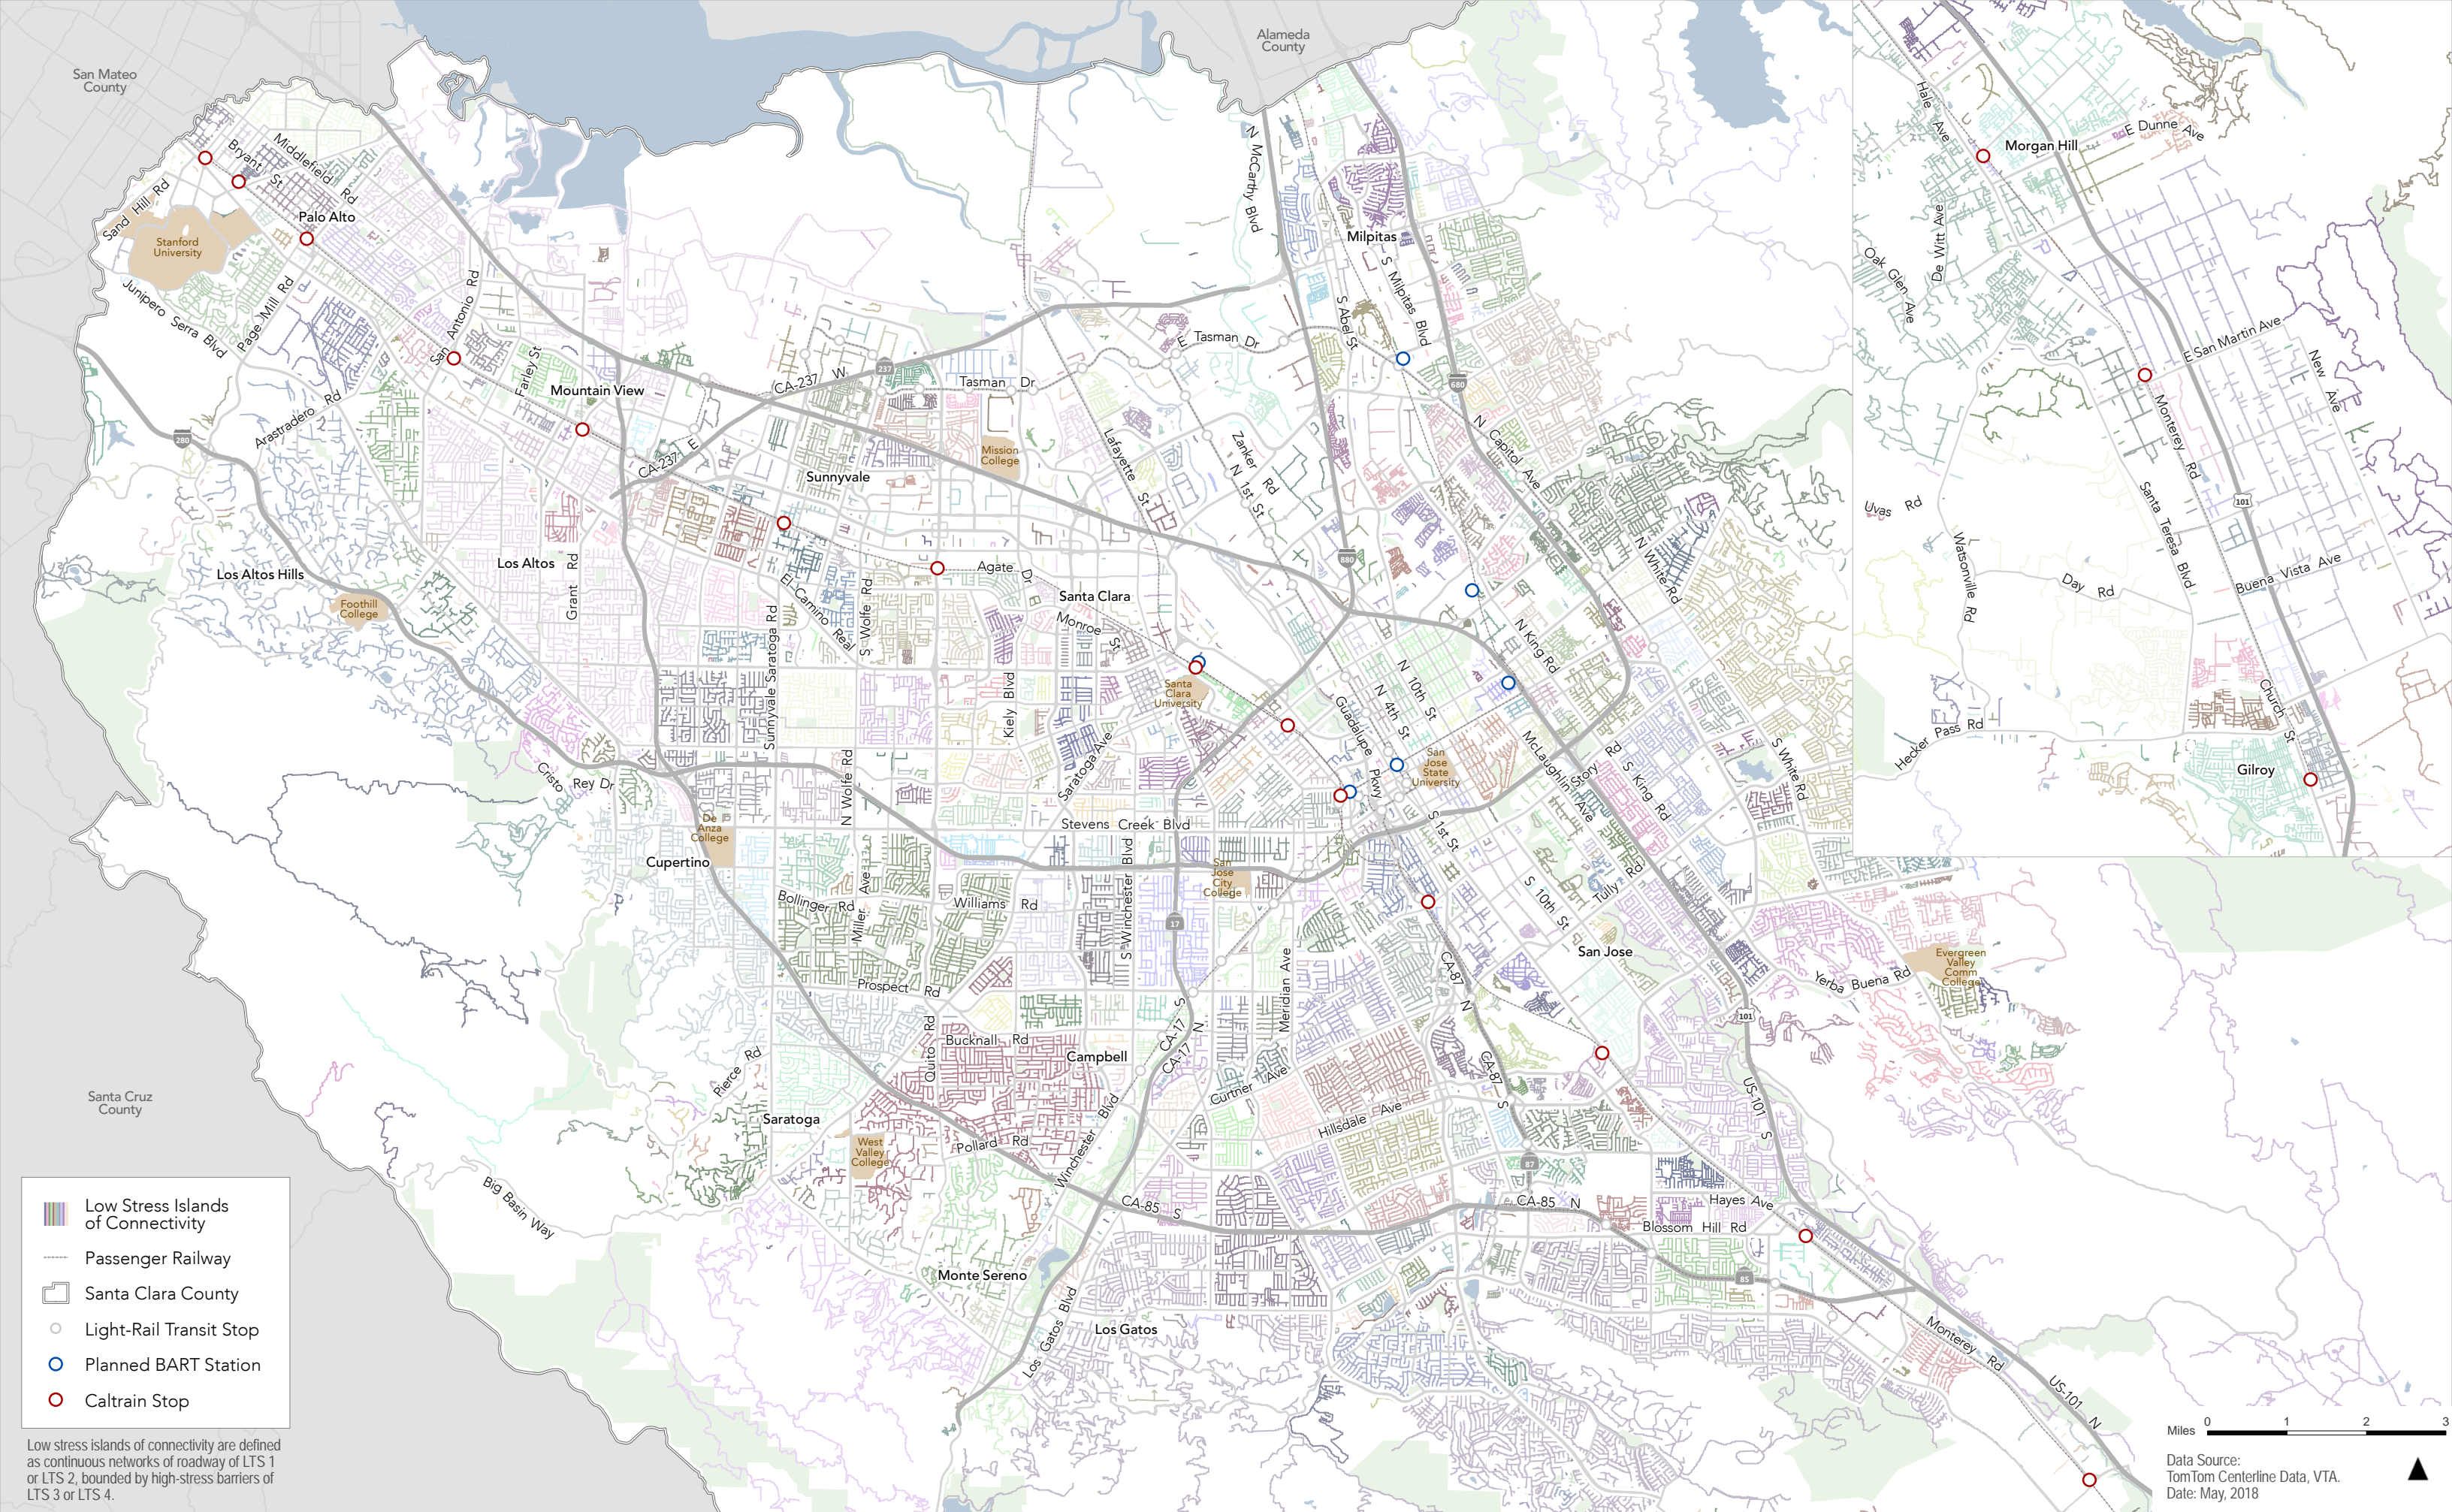 San Mateo
County
Alameda
County
Santa Cruz
County
Middlefield Rd
Bryant St
Sand Hill Rd
Palo Alto
Stanford
University
Junipero Serra Blvd
Page Mill Rd
San Antonio Rd
Farley St
Mountain View
Arastradero Rd
280
CA-237 W
237
CA-237 E
Tasman Dr
E Tasman Dr
N McCarthy Blvd
Milpitas
S Milpitas Blvd
S Abel St
680
N Capitol Ave
Mission
College
Sunnyvale
Lafayette St
Zanker Rd
N 1st St
880
N White Rd
Los Altos Hills
Los Altos
Grant Rd
Foothill
College
El Camino Real
S Wolfe Rd
Agate Dr
Santa Clara
Monroe St
Sunnyvale Saratoga Rd
Kiely Blvd
Santa
Clara
University
N King Rd
N 10th St
N 4th St
Guadalupe Pkwy
San
Jose
State
University
McLaughlin Ave
Story Rd
S King Rd
S White Rd
Saratoga Ave
Cristo Rey Dr
N Wolfe Rd
De
Anza
College
Cupertino
Stevens Creek Blvd
S 1st St
S Winchester Blvd
San
Jose
City
College
Bollinger Rd
Miller Ave
Williams Rd
17
S 10th St
Tully Rd
San Jose
Meridian Ave
CA-87 N
Evergreen
Valley
Comm
College
Yerba Buena Rd
101
Prospect Rd
Quito Rd
Bucknall Rd
Campbell
CA-17 S
CA-17 N
Curtner Ave
CA-87 S
Hillsdale Ave
US-101 S
Pierce Rd
Saratoga
West
Valley
College
Pollard Rd
Winchester Blvd
87
Big Basin Way
CA-85 S
CA-85 N
Hayes Ave
Blossom Hill Rd
85
Monte Sereno
Los Gatos
Los Gatos Blvd
Monterey Rd
US-101 N
Hale Ave
Morgan Hill
E Dunne Ave
De Witt Ave
Oak Glen Ave
E San Martin Ave
New Ave
Monterey Rd
Uvas Rd
Santa Teresa Blvd
101
Watsonville Rd
Day Rd
Buena Vista Ave
Church St
Hecker Pass Rd
Gilroy
Low Stress Islands
of Connectivity
Passenger Railway
Santa Clara County
Light-Rail Transit Stop
Planned BART Station
Caltrain Stop
Low stress islands of connectivity are defined
as continuous networks of roadway of LTS 1
or LTS 2, bounded by high-stress barriers of
LTS 3 or LTS 4.
Miles 0 1 2 3
Data Source:
TomTom Centerline Data, VTA.
Date: May, 2018